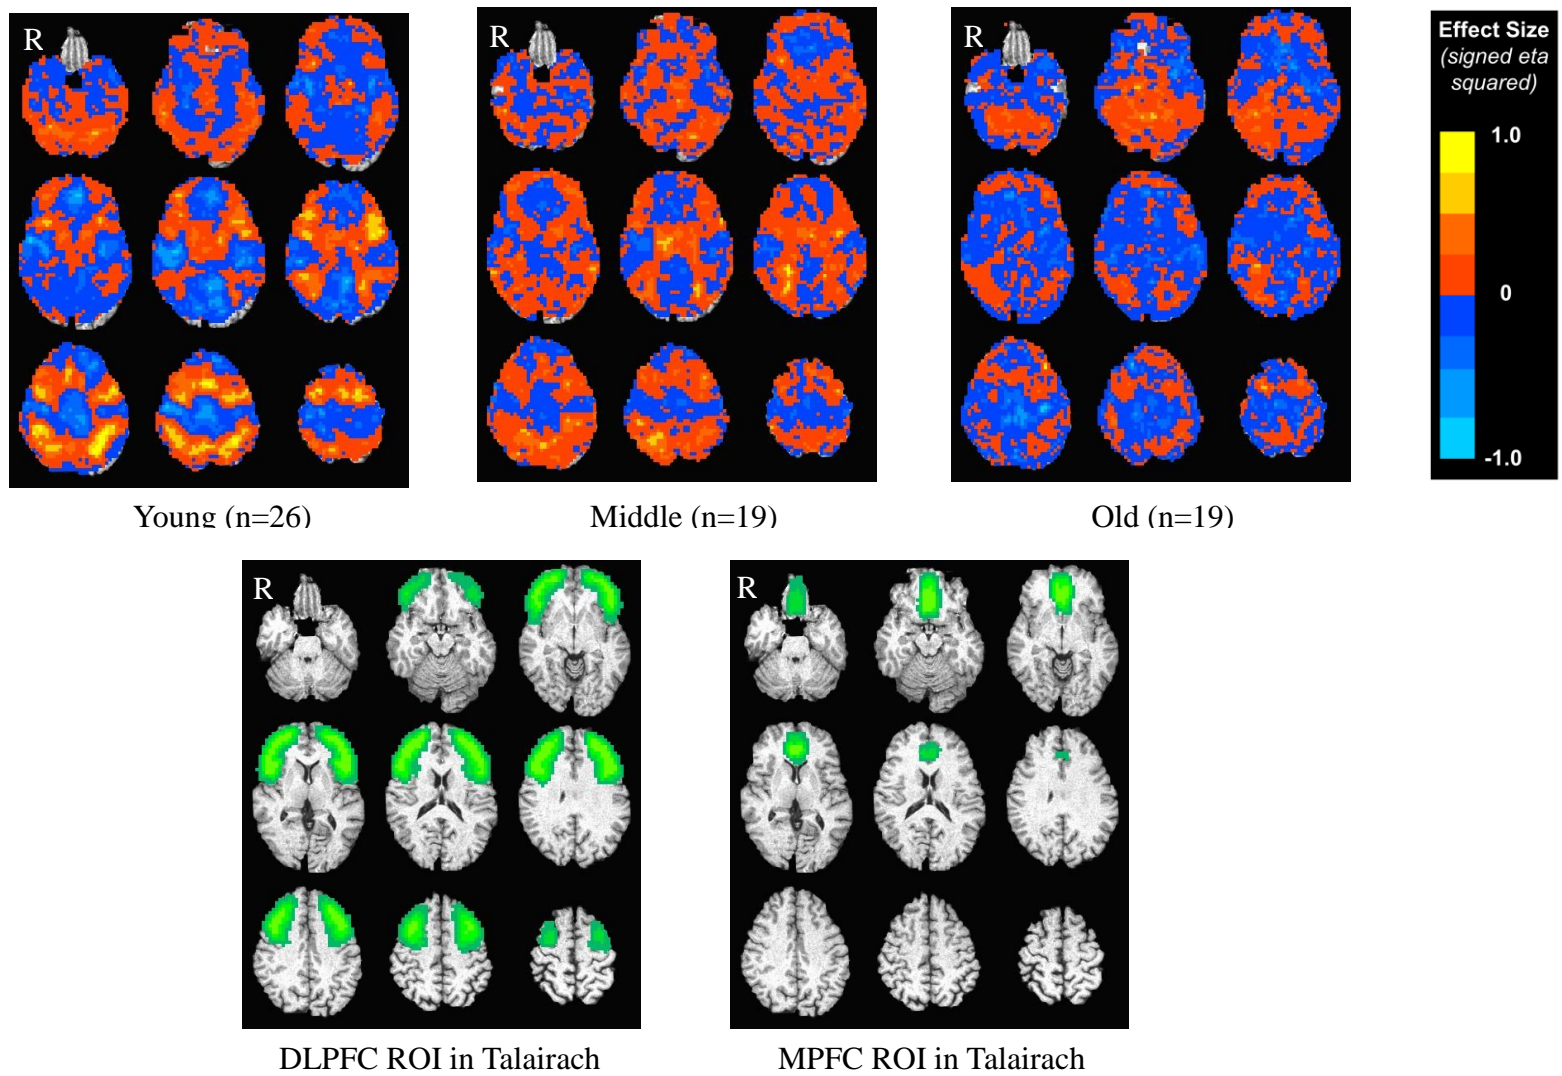 R
R
R
Effect Size
(signed eta
squared)
1.0
0
-1.0
Young (n=26)
Middle (n=19)
Old (n=19)
R
R
DLPFC ROI in Talairach
MPFC ROI in Talairach